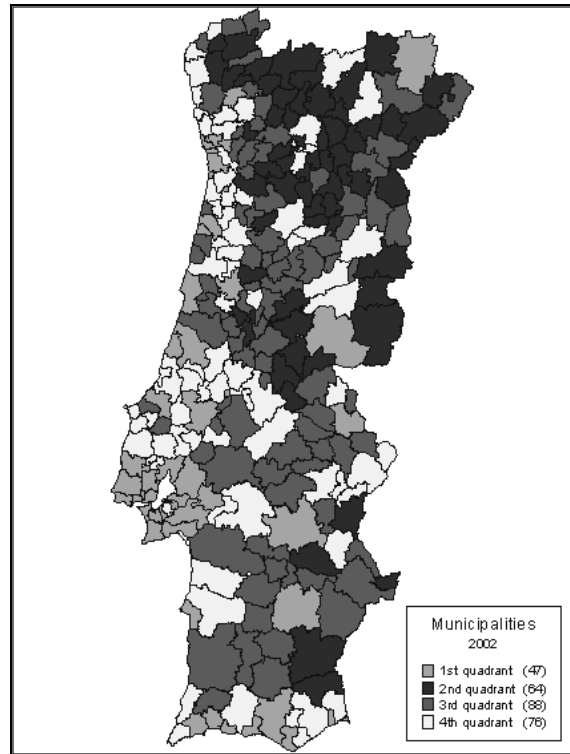 Municipalities
2002
1st quadrant (47)
2nd quadrant (64)
3rd quadrant (88)
4th quadrant (76)